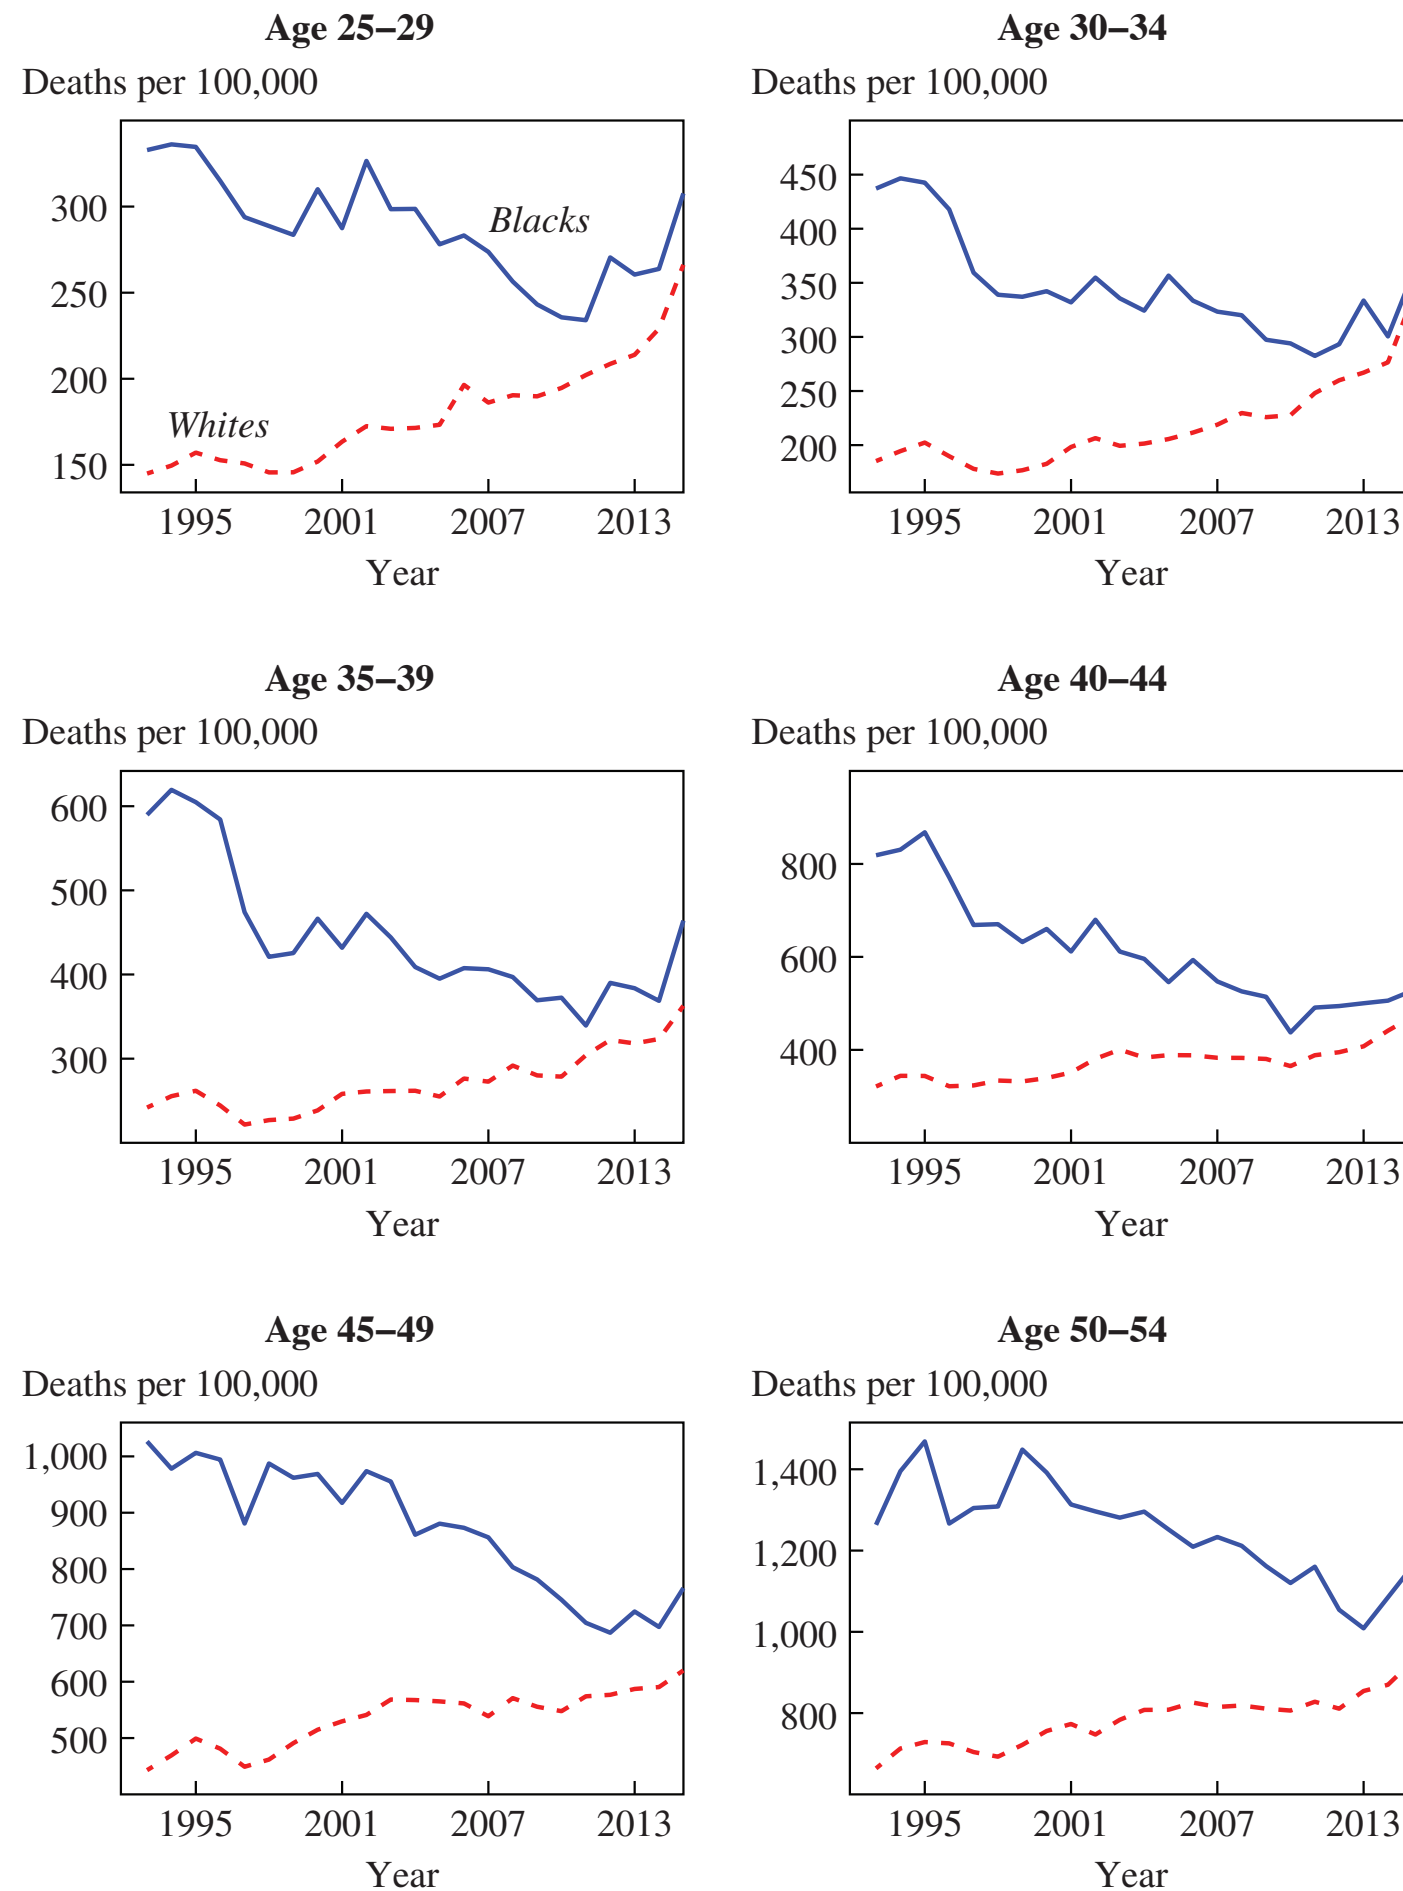 Age 25–29
Deaths per 100,000
300
250
200
150
Blacks
Whites
1995 2001 2007 2013
Year
Age 30–34
Deaths per 100,000
450
400
350
300
250
200
1995 2001 2007 2013
Year
Age 35–39
Deaths per 100,000
600
500
400
300
1995 2001 2007 2013
Year
Age 40–44
Deaths per 100,000
800
600
400
1995 2001 2007 2013
Year
Age 45–49
Deaths per 100,000
1,000
900
800
700
600
500
1995 2001 2007 2013
Year
Age 50–54
Deaths per 100,000
1,400
1,200
1,000
800
1995 2001 2007 2013
Year